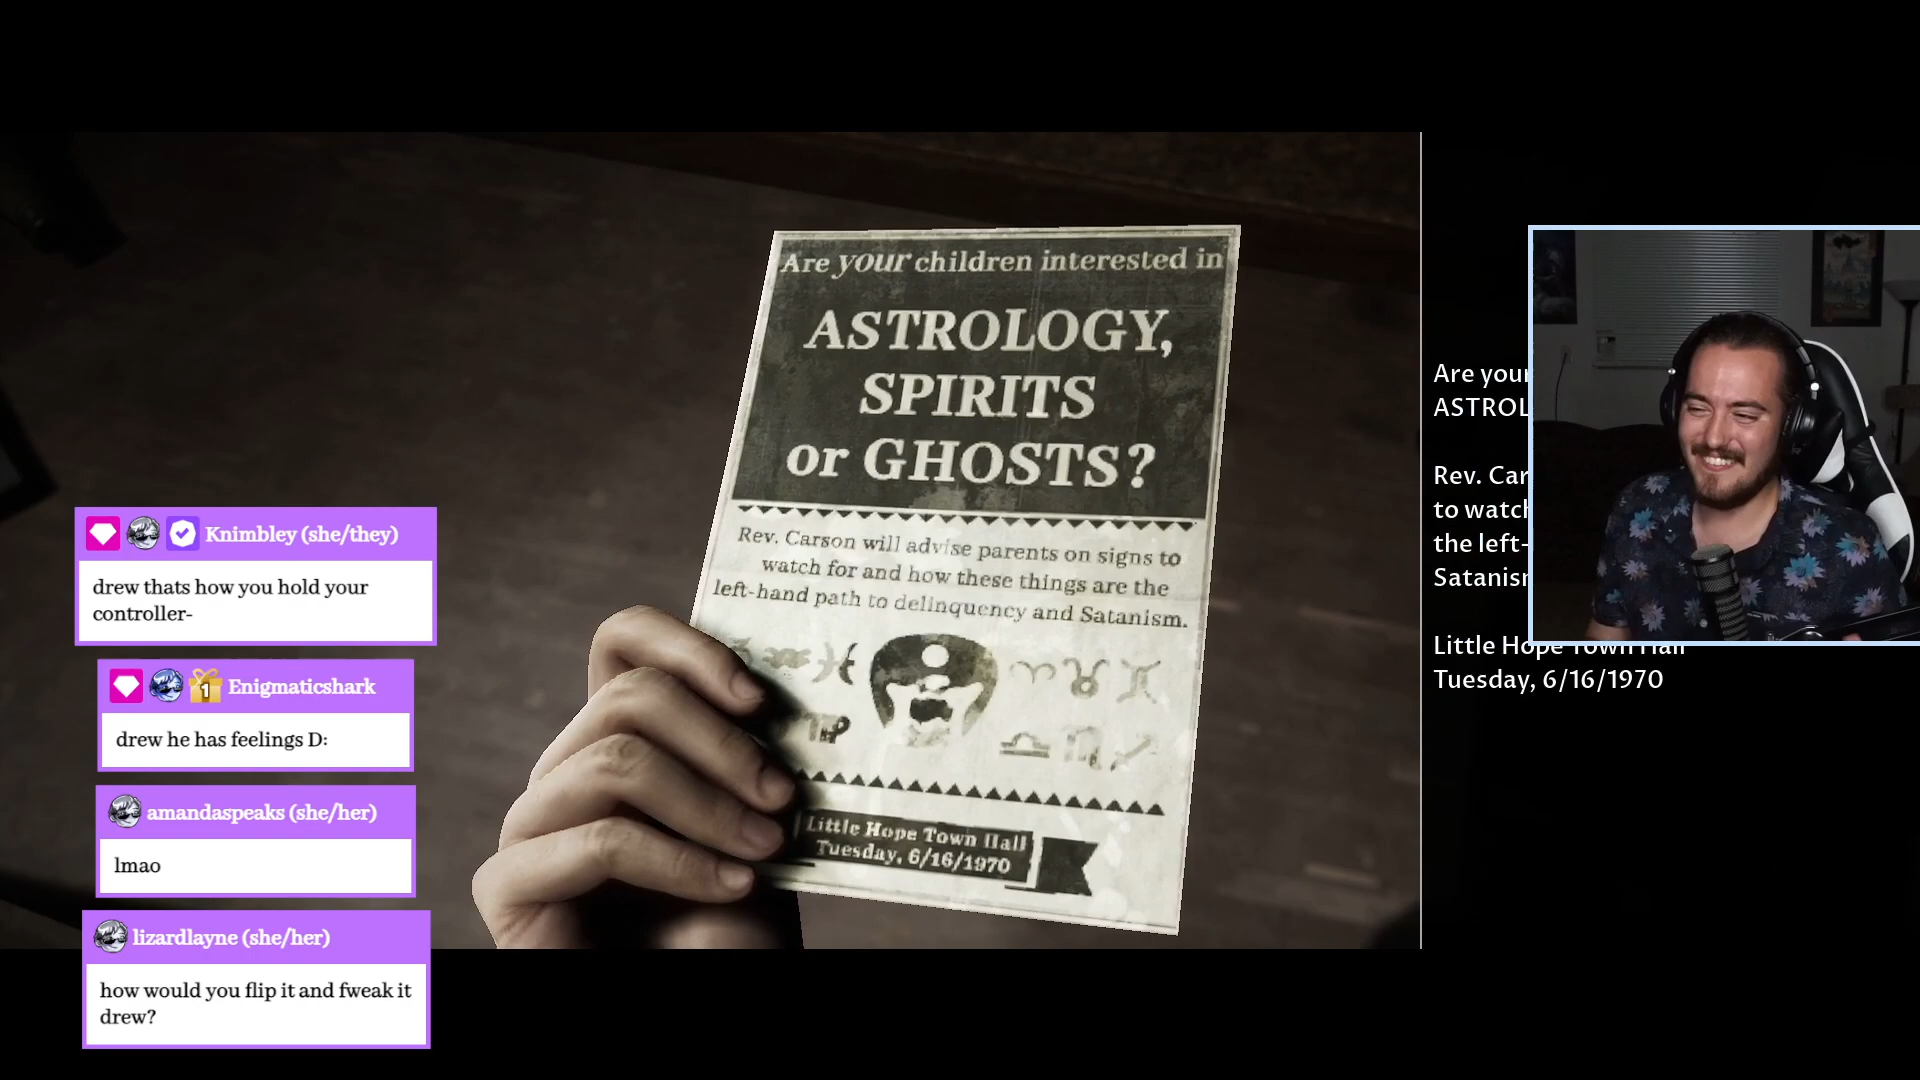 Are your children interested in
ASTROLOGY,
SPIRITS
or GHOSTS?
Rev. Carson will advise parents on signs to
watch for and how these things are the
left-hand path to delinquency and Satanism.
Little Hope Town Hall
Tuesday, 6/16/1970
Knimbley (she/they)
drew thats how you hold your
controller-
1
Enigmaticshark
drew he has feelings D:
amandaspeaks (she/her)
lmao
lizardlayne (she/her)
how would you flip it and fweak it
drew?
Are your
ASTROL
Rev. Car
to watch
the left-
Satanism
Little Hope Town Hall
Tuesday, 6/16/1970